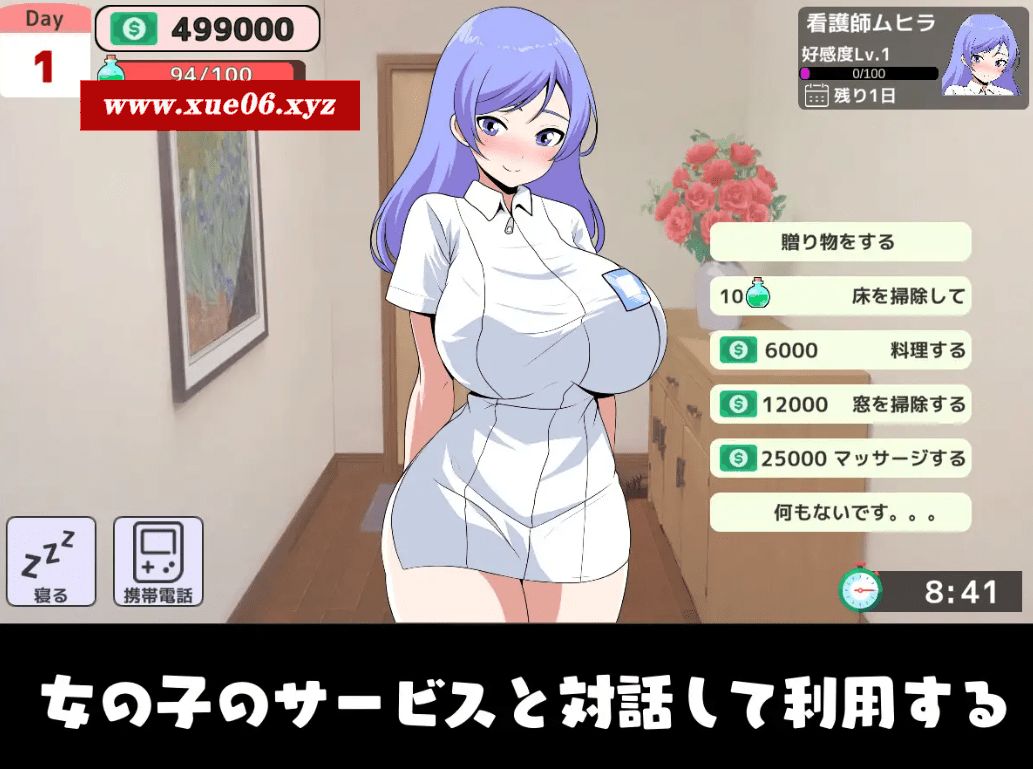 Day
1
499000
94/100
www.xue06.xyz
看護師ムヒラ
好感度Lv.1
0/100
残り1日
贈り物をする
10 床を掃除して
6000 料理する
12000 窓を掃除する
25000 マッサージする
何もないです。。。
zzz
寝る
携帯電話
8:41
女の子のサービスと対話して利用する